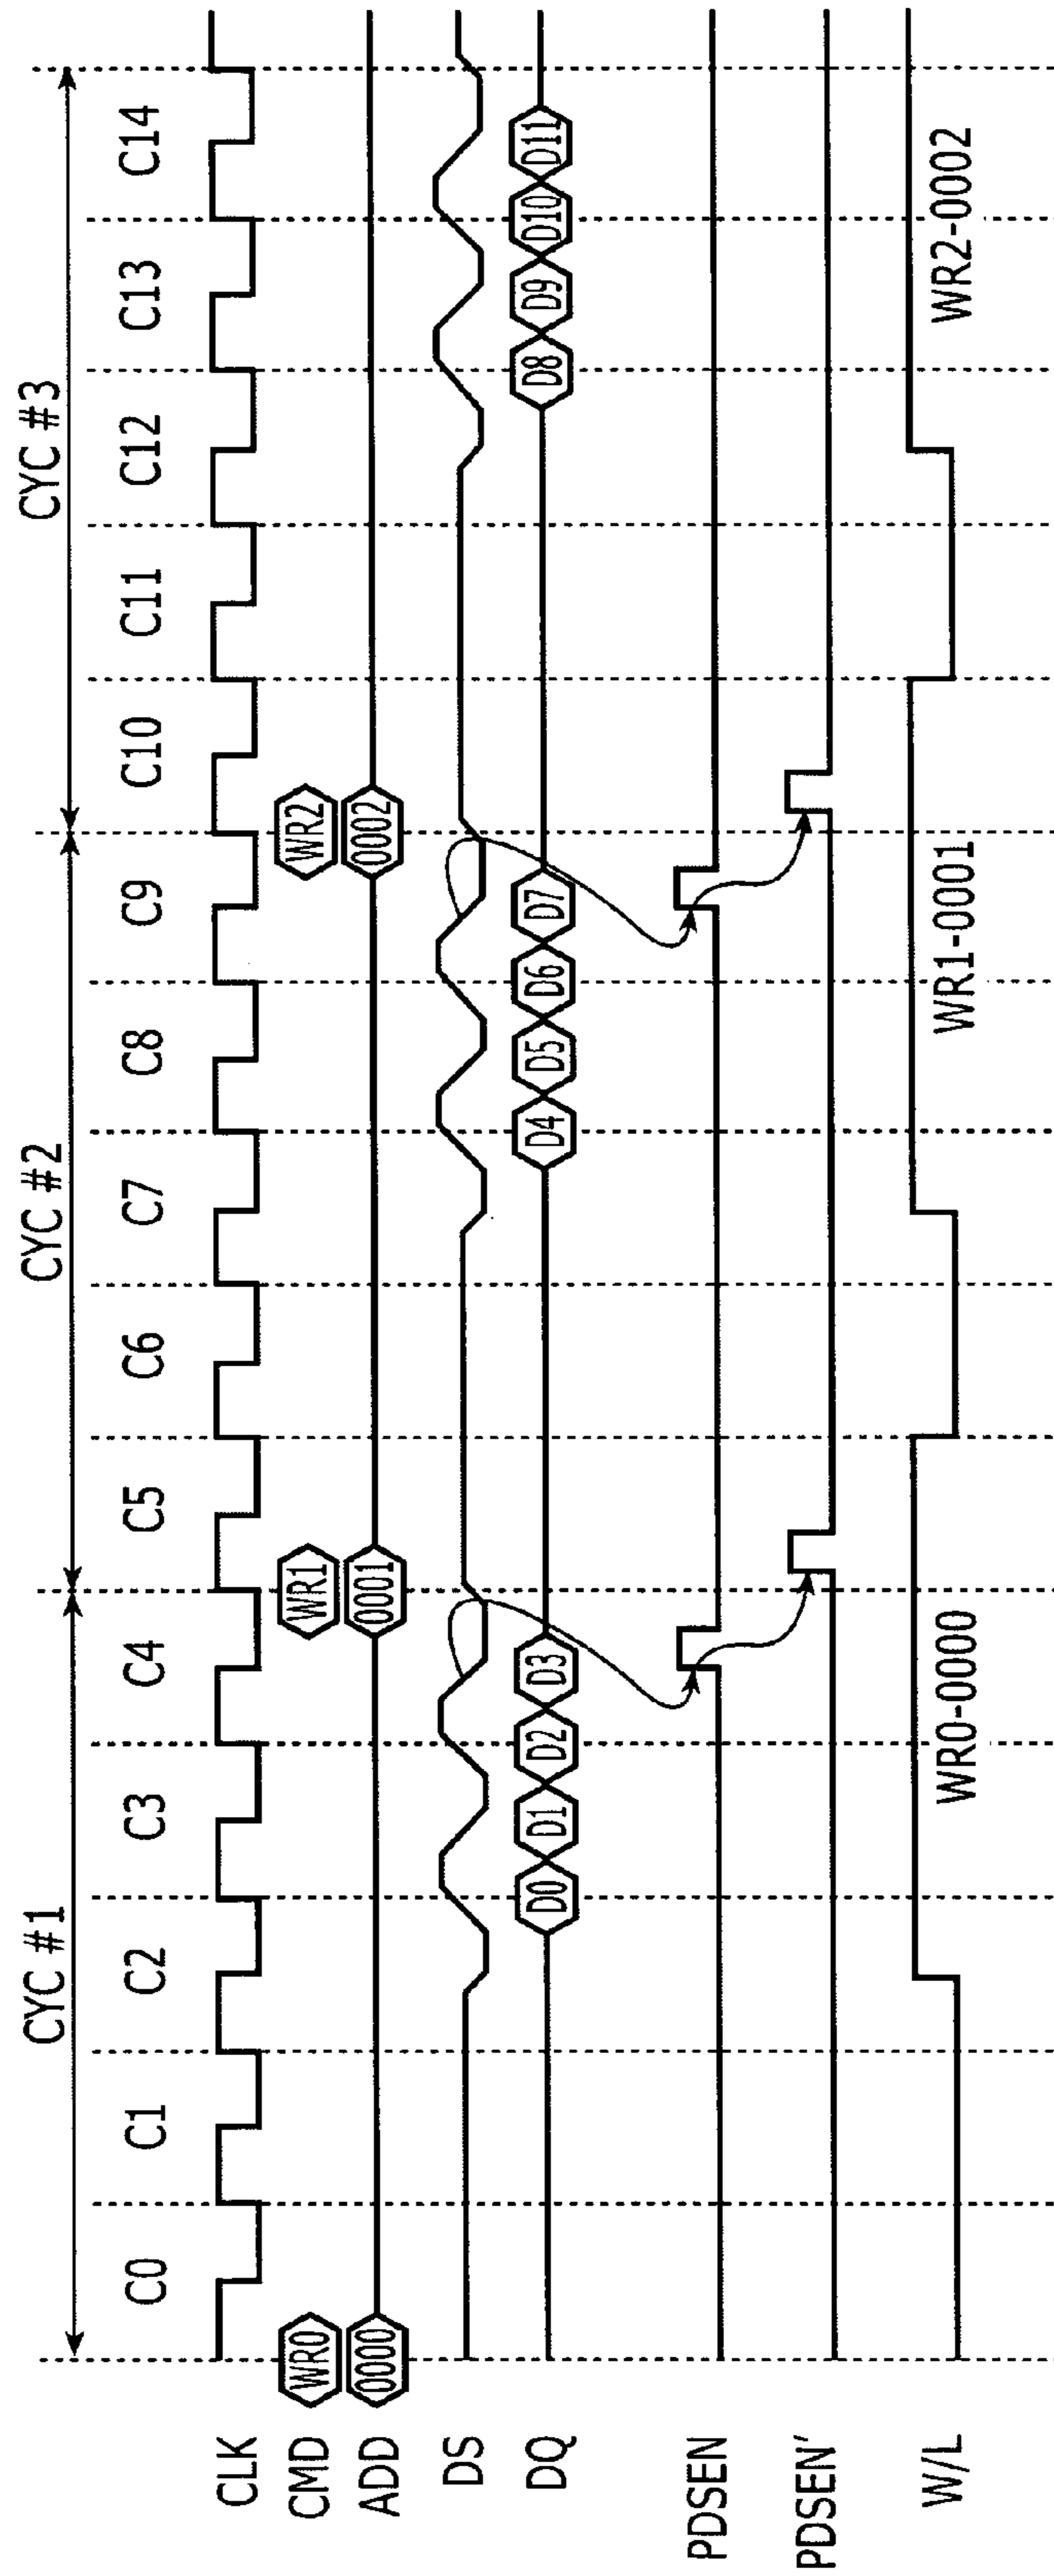 CYC #1 CYC #2 CYC #3
C0 C1 C2 C3 C4 C5 C6 C7 C8 C9 C10 C11 C12 C13 C14
CLK
CMD WR0 WR1 WR2
ADD 0000 0001 0002
DS
DQ D0 D1 D2 D3 D4 D5 D6 D7 D8 D9 D10 D11
PDSEN
PDSEN'
W/L WR0-0000 WR1-0001 WR2-0002